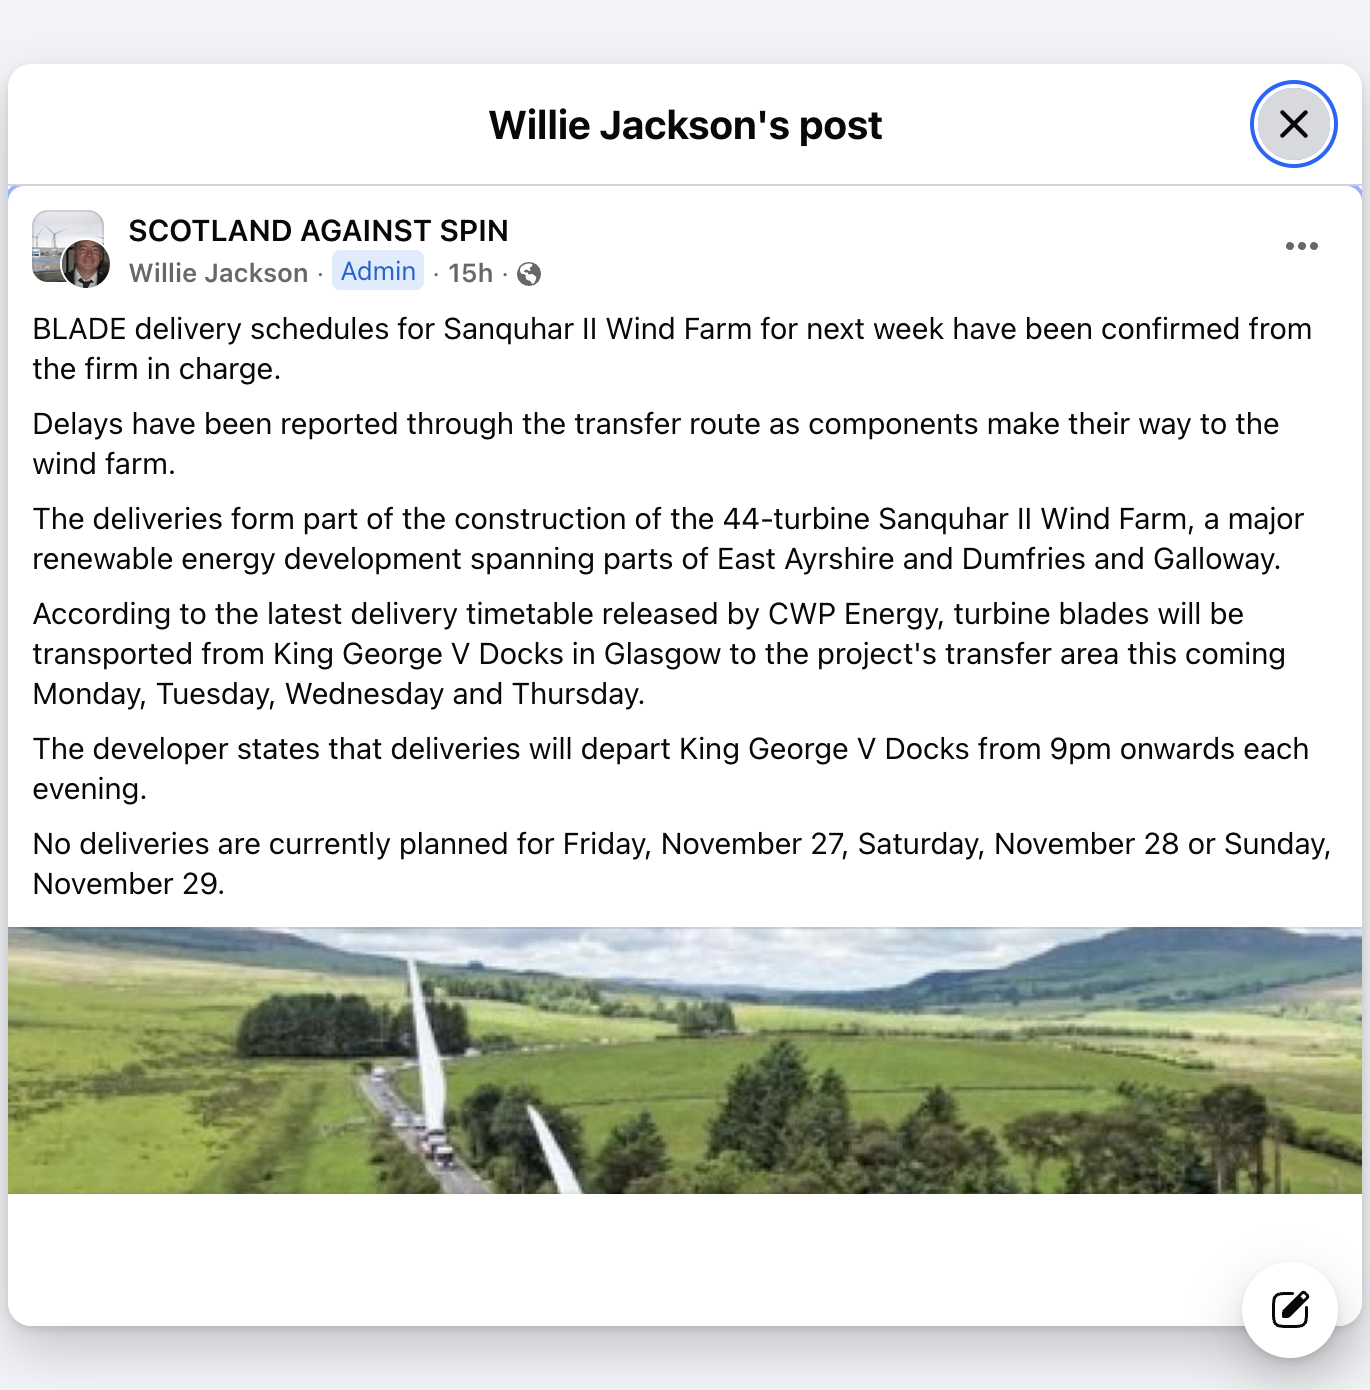 Willie Jackson's post
SCOTLAND AGAINST SPIN
Willie Jackson · Admin · 15h ·
BLADE delivery schedules for Sanquhar II Wind Farm for next week have been confirmed from
the firm in charge.
Delays have been reported through the transfer route as components make their way to the
wind farm.
The deliveries form part of the construction of the 44-turbine Sanquhar II Wind Farm, a major
renewable energy development spanning parts of East Ayrshire and Dumfries and Galloway.
According to the latest delivery timetable released by CWP Energy, turbine blades will be
transported from King George V Docks in Glasgow to the project's transfer area this coming
Monday, Tuesday, Wednesday and Thursday.
The developer states that deliveries will depart King George V Docks from 9pm onwards each
evening.
No deliveries are currently planned for Friday, November 27, Saturday, November 28 or Sunday,
November 29.